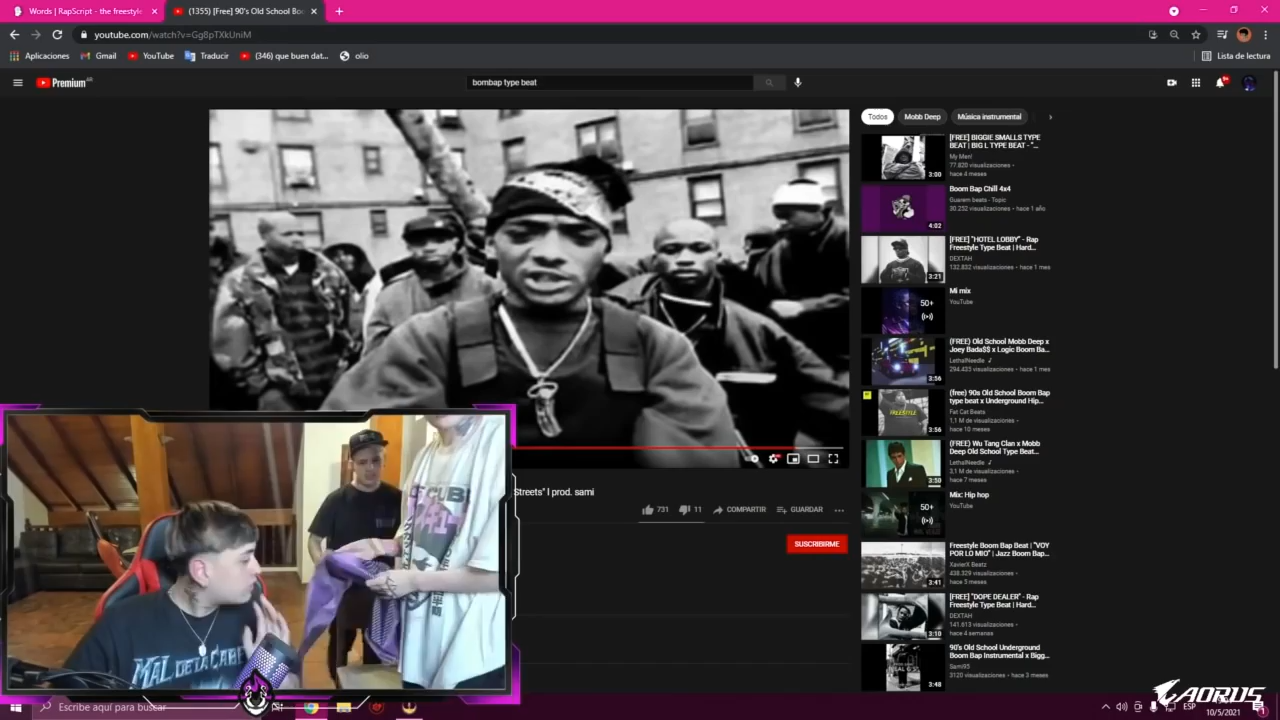 Words | RapScript - the freestyle
(1355) [Free] 90's Old School Boo
youtube.com/watch?v=Gg8pTXkUniM
Aplicaciones
Gmail
YouTube
Traducir
(346) que buen dat...
olio
Lista de lectura
Premium AR
bombap type beat
9+
Todos
Mobb Deep
Música instrumental
[FREE] BIGGIE SMALLS TYPE
BEAT | BIG L TYPE BEAT - "...
My Men!
77.820 visualizaciones •
hace 4 meses
3:00
Boom Bap Chill 4x4
Guarem beats - Topic
30.252 visualizaciones • hace 1 año
4:02
[FREE] "HOTEL LOBBY" - Rap
Freestyle Type Beat | Hard...
DEXTAH
132.832 visualizaciones • hace 1 mes
3:21
Mi mix
YouTube
50+
(FREE) Old School Mobb Deep x
Joey Bada$$ x Logic Boom Ba...
LethalNeedle
294.433 visualizaciones • hace 1 mes
3:56
(free) 90s Old School Boom Bap
type beat x Underground Hip...
Fat Cat Beats
1,1 M de visualizaciones •
hace 10 meses
FREESTYLE
3:56
(FREE) Wu Tang Clan x Mobb
Deep Old School Type Beat...
LethalNeedle
3,1 M de visualizaciones •
hace 7 meses
3:50
Mix: Hip hop
YouTube
50+
Freestyle Boom Bap Beat | "VOY
POR LO MIO" | Jazz Boom Bap...
XavierX Beatz
438.329 visualizaciones •
hace 5 meses
3:41
[FREE] "DOPE DEALER" - Rap
Freestyle Type Beat | Hard...
DEXTAH
141.613 visualizaciones •
hace 4 semanas
3:10
90's Old School Underground
Boom Bap Instrumental x Bigg...
Sami95
3120 visualizaciones • hace 3 meses
3:48
Streets" l prod. sami
731
11
COMPARTIR
GUARDAR
SUSCRIBIRME
Escribe aquí para buscar
AORUS
ESP
10/5/2021
1